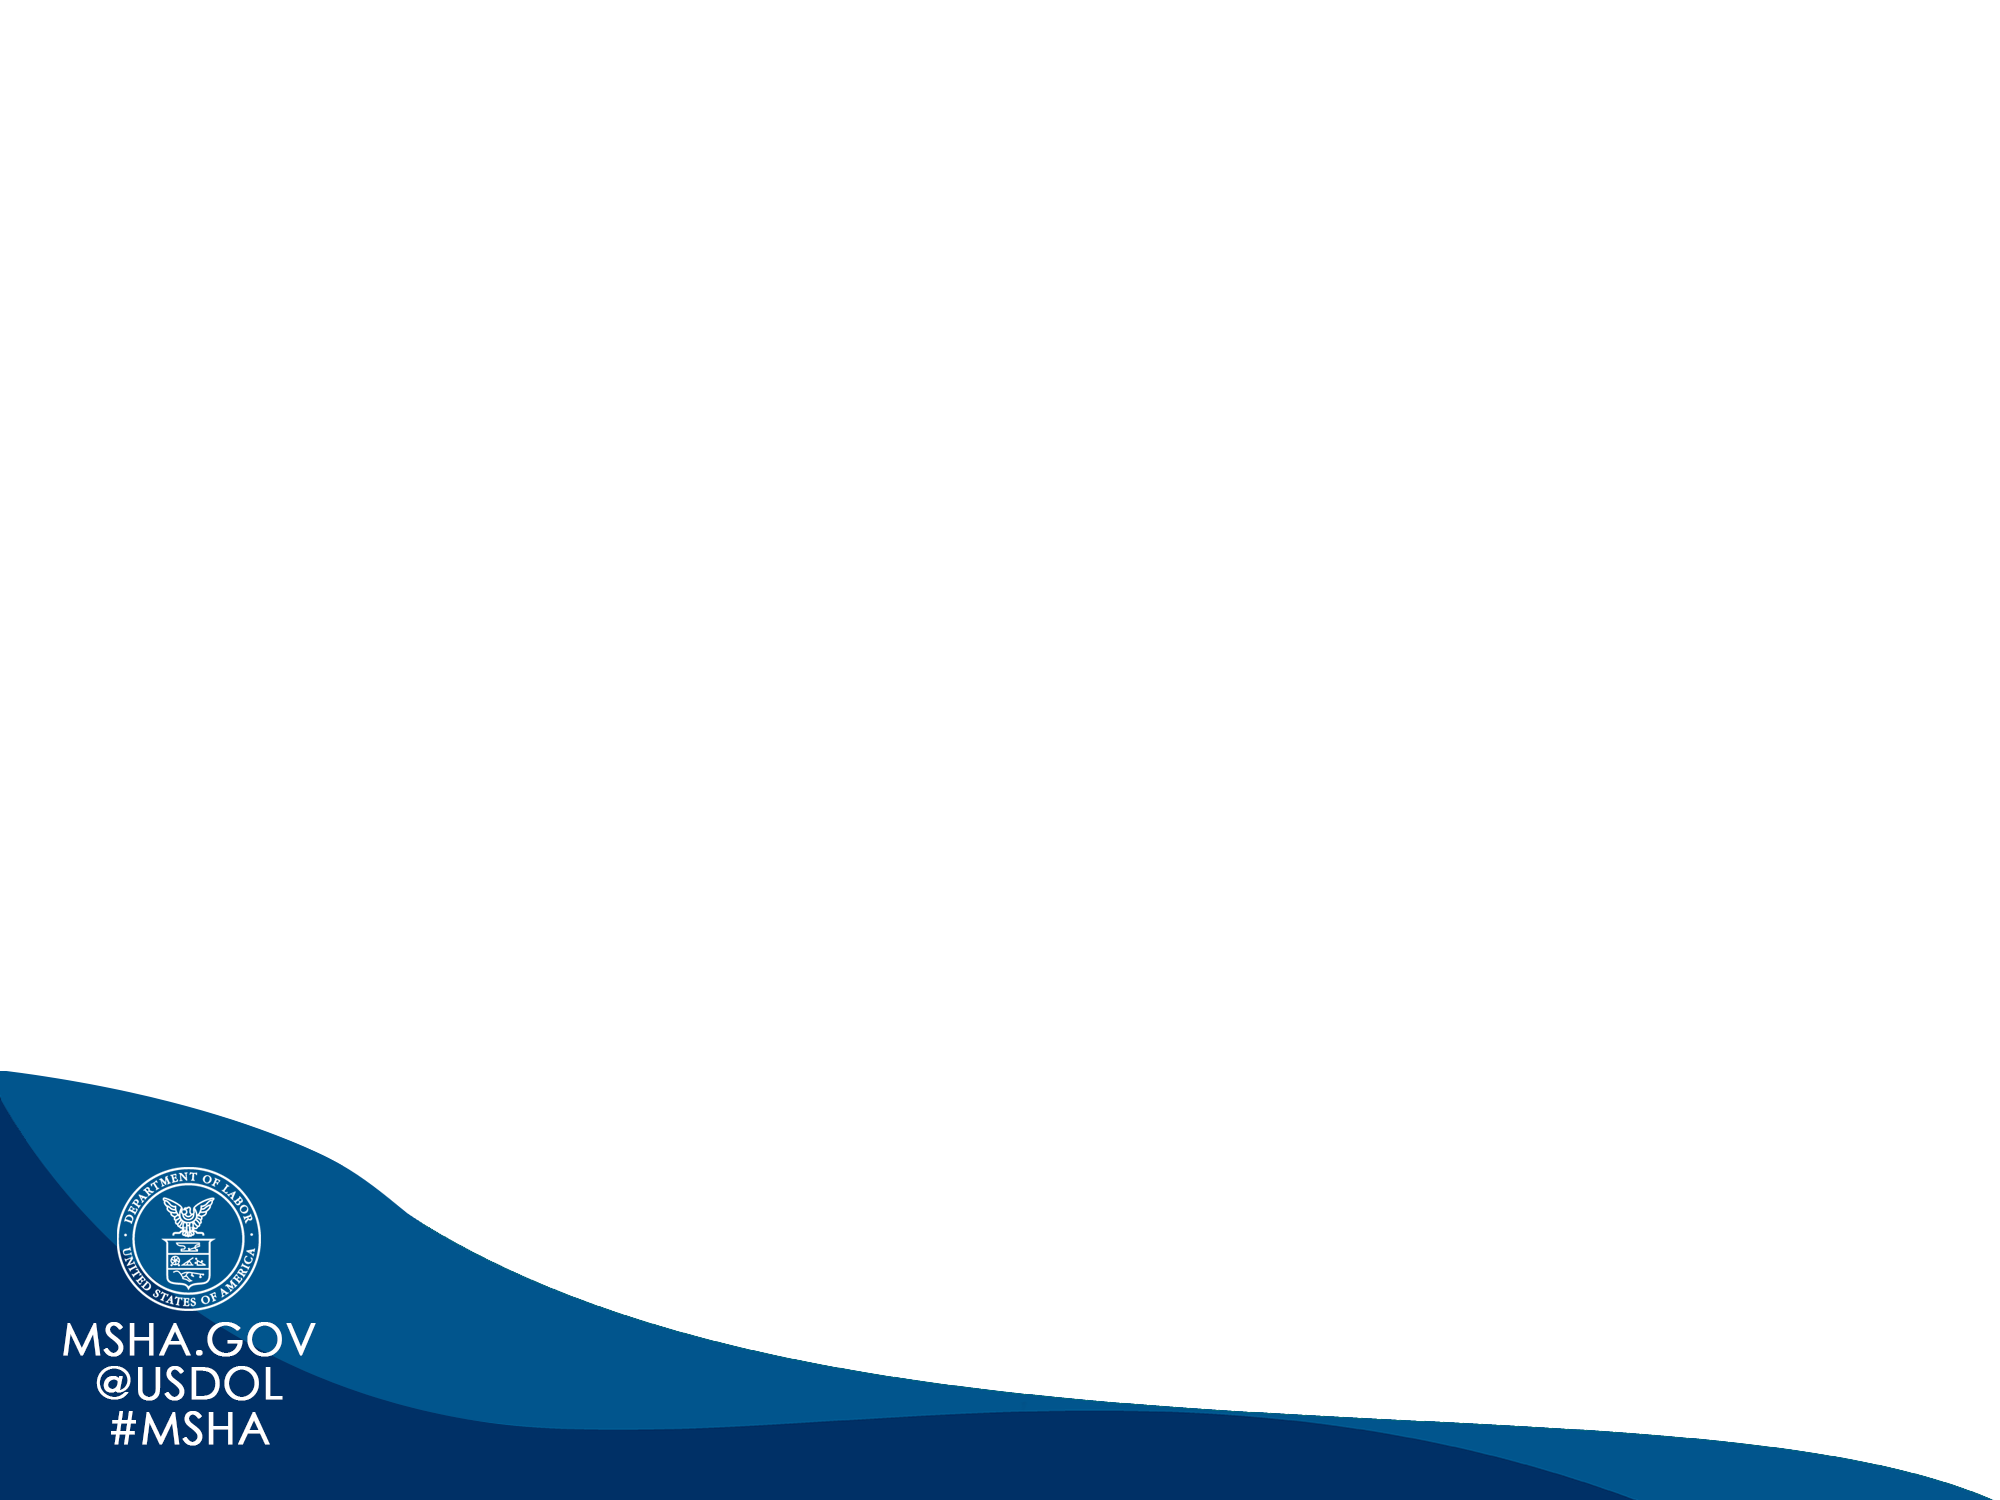 DEPARTMENT OF LABOR
UNITED STATES OF AMERICA
MSHA.GOV
@USDOL
#MSHA